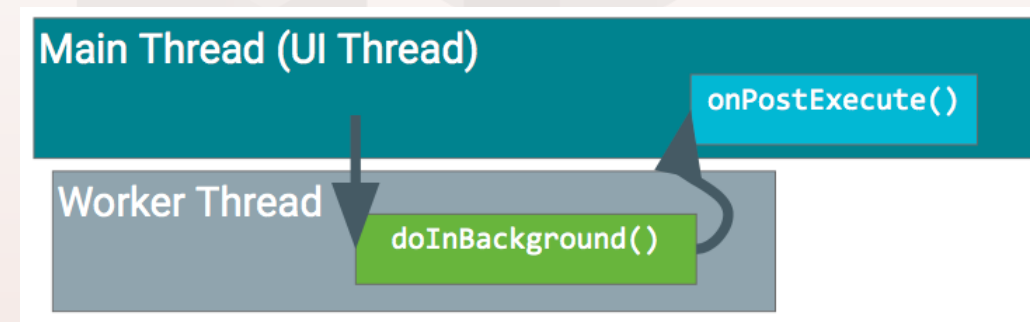 Main Thread (UI Thread)
onPostExecute()
Worker Thread
doInBackground()